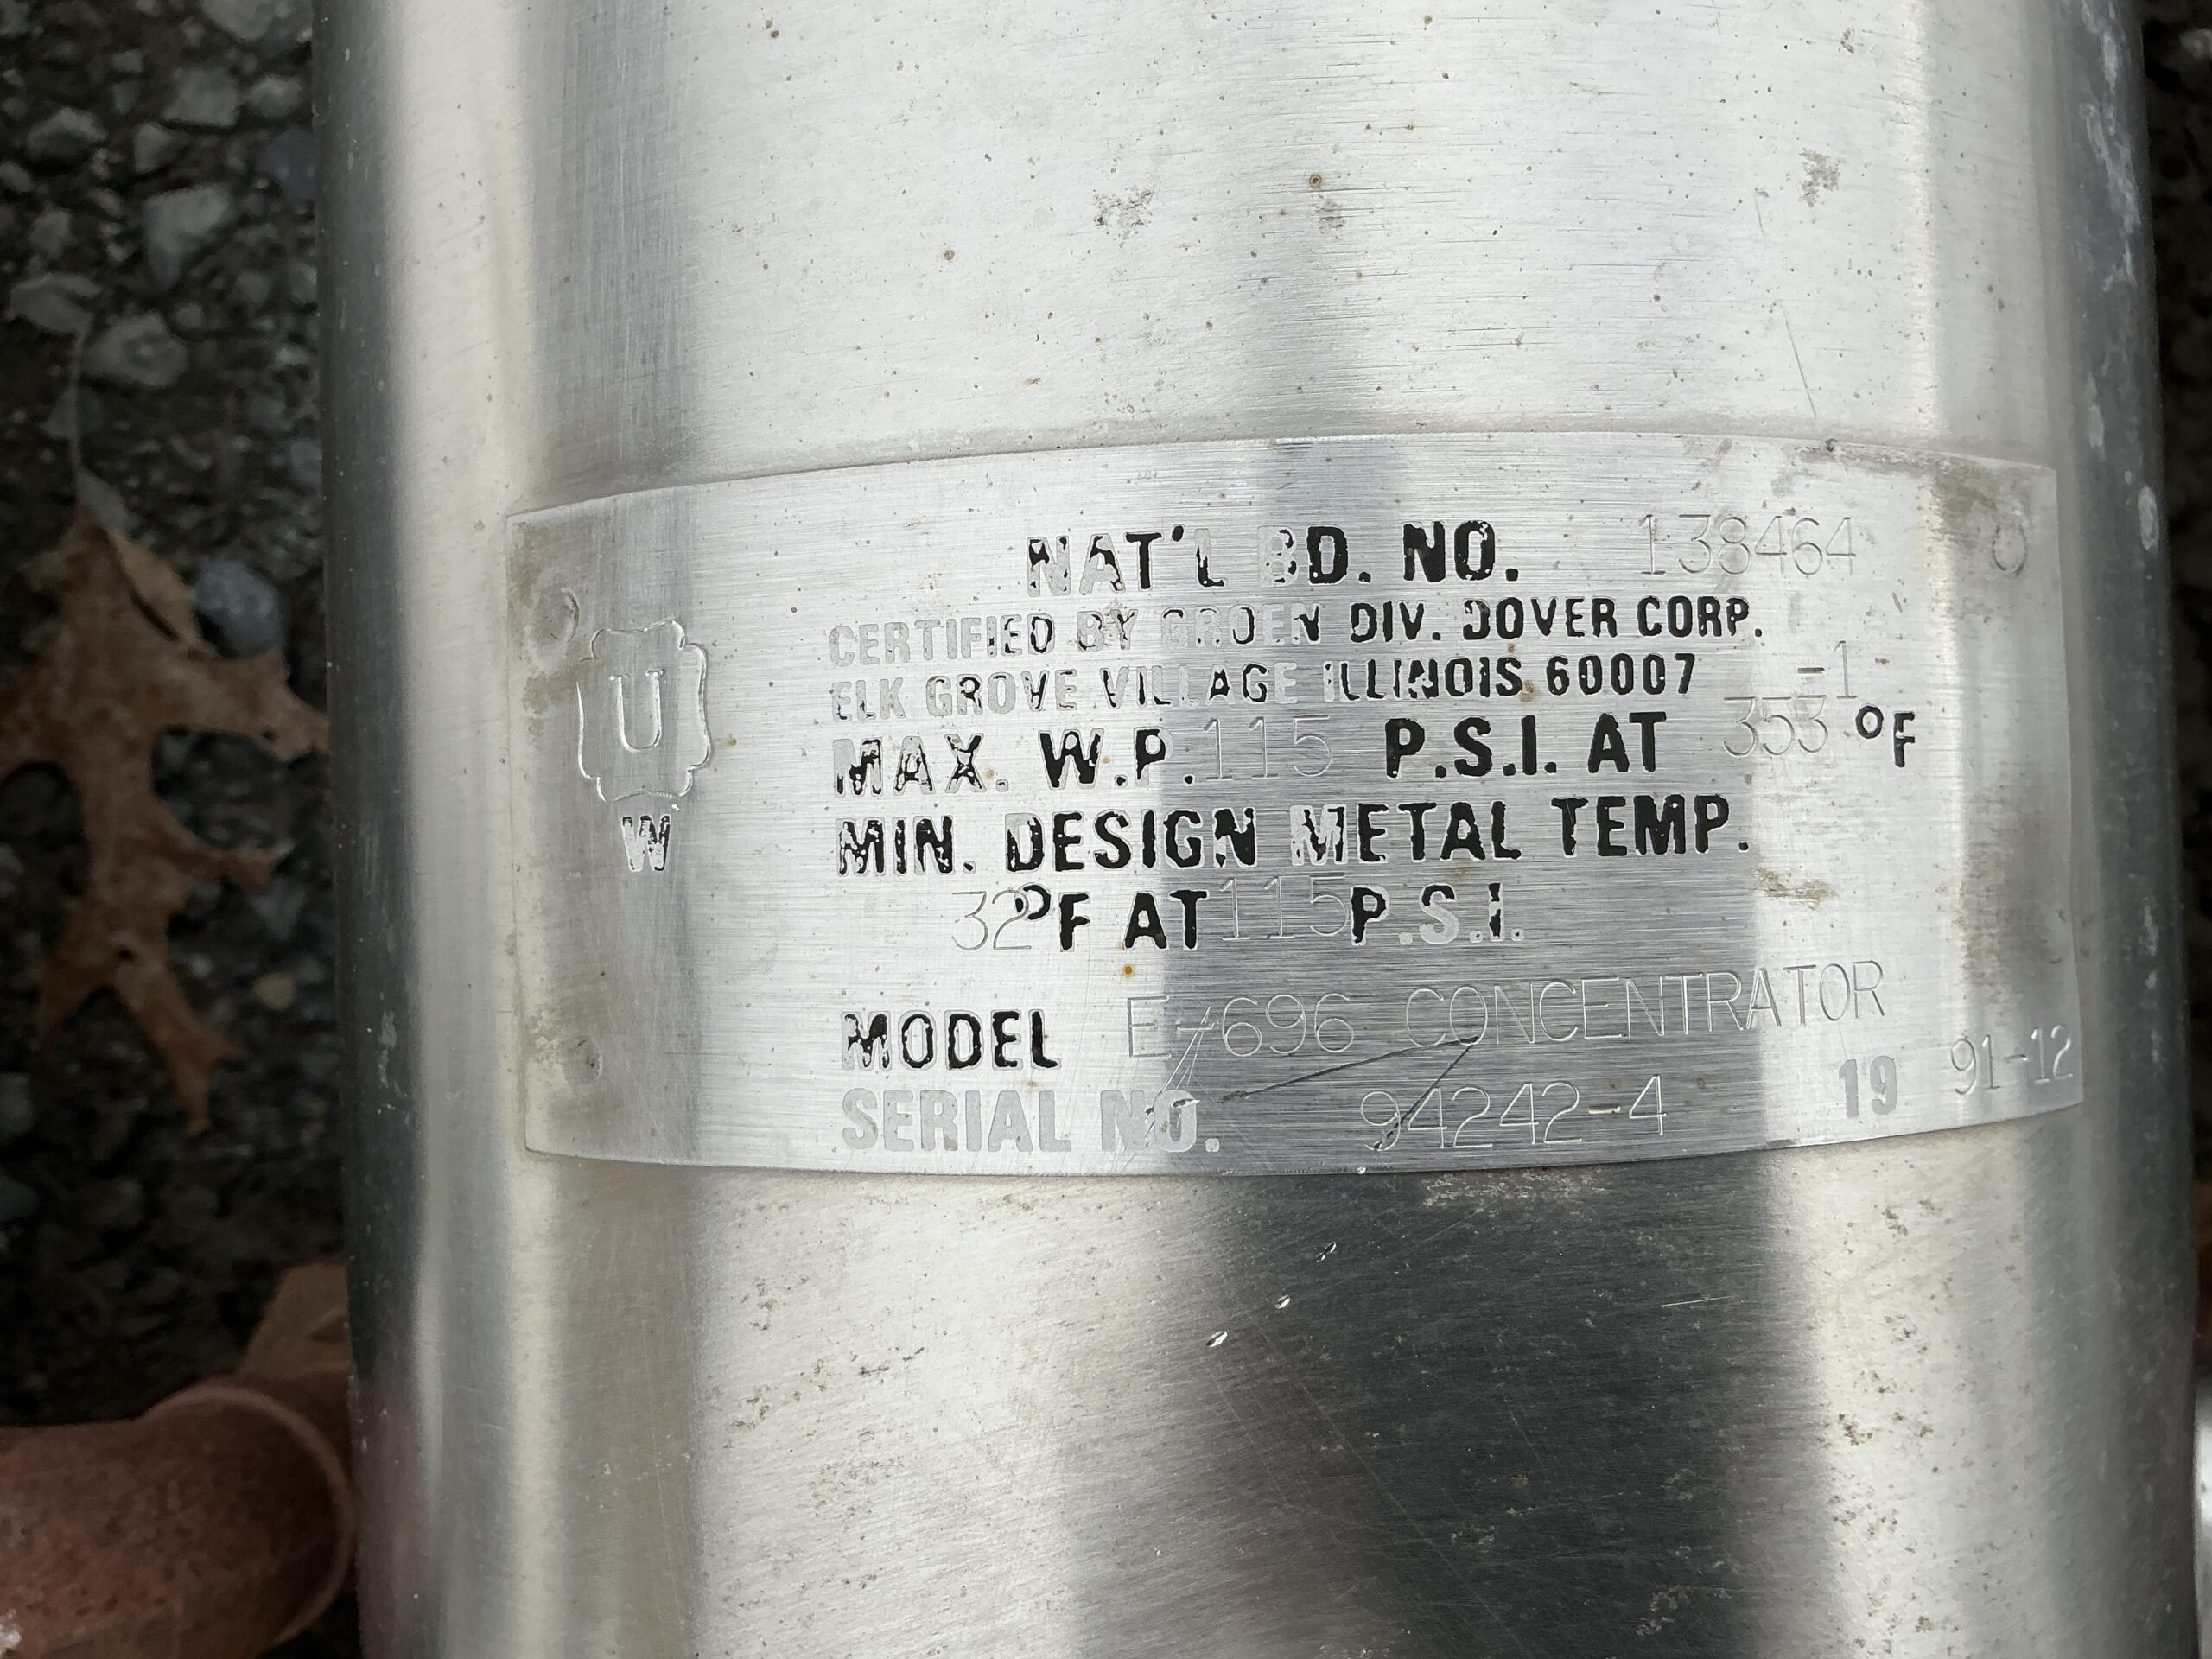 NAT'L BD. NO. 138464
CERTIFIED BY GROEN DIV. DOVER CORP.
ELK GROVE VILLAGE ILLINOIS 60007 -1
MAX. W.P. 115 P.S.I. AT 353 °F
MIN. DESIGN METAL TEMP.
32 °F AT 115 P.S.I.
U
W
MODEL E-696 CONCENTRATOR
SERIAL NO. 94242-4 19 91-12